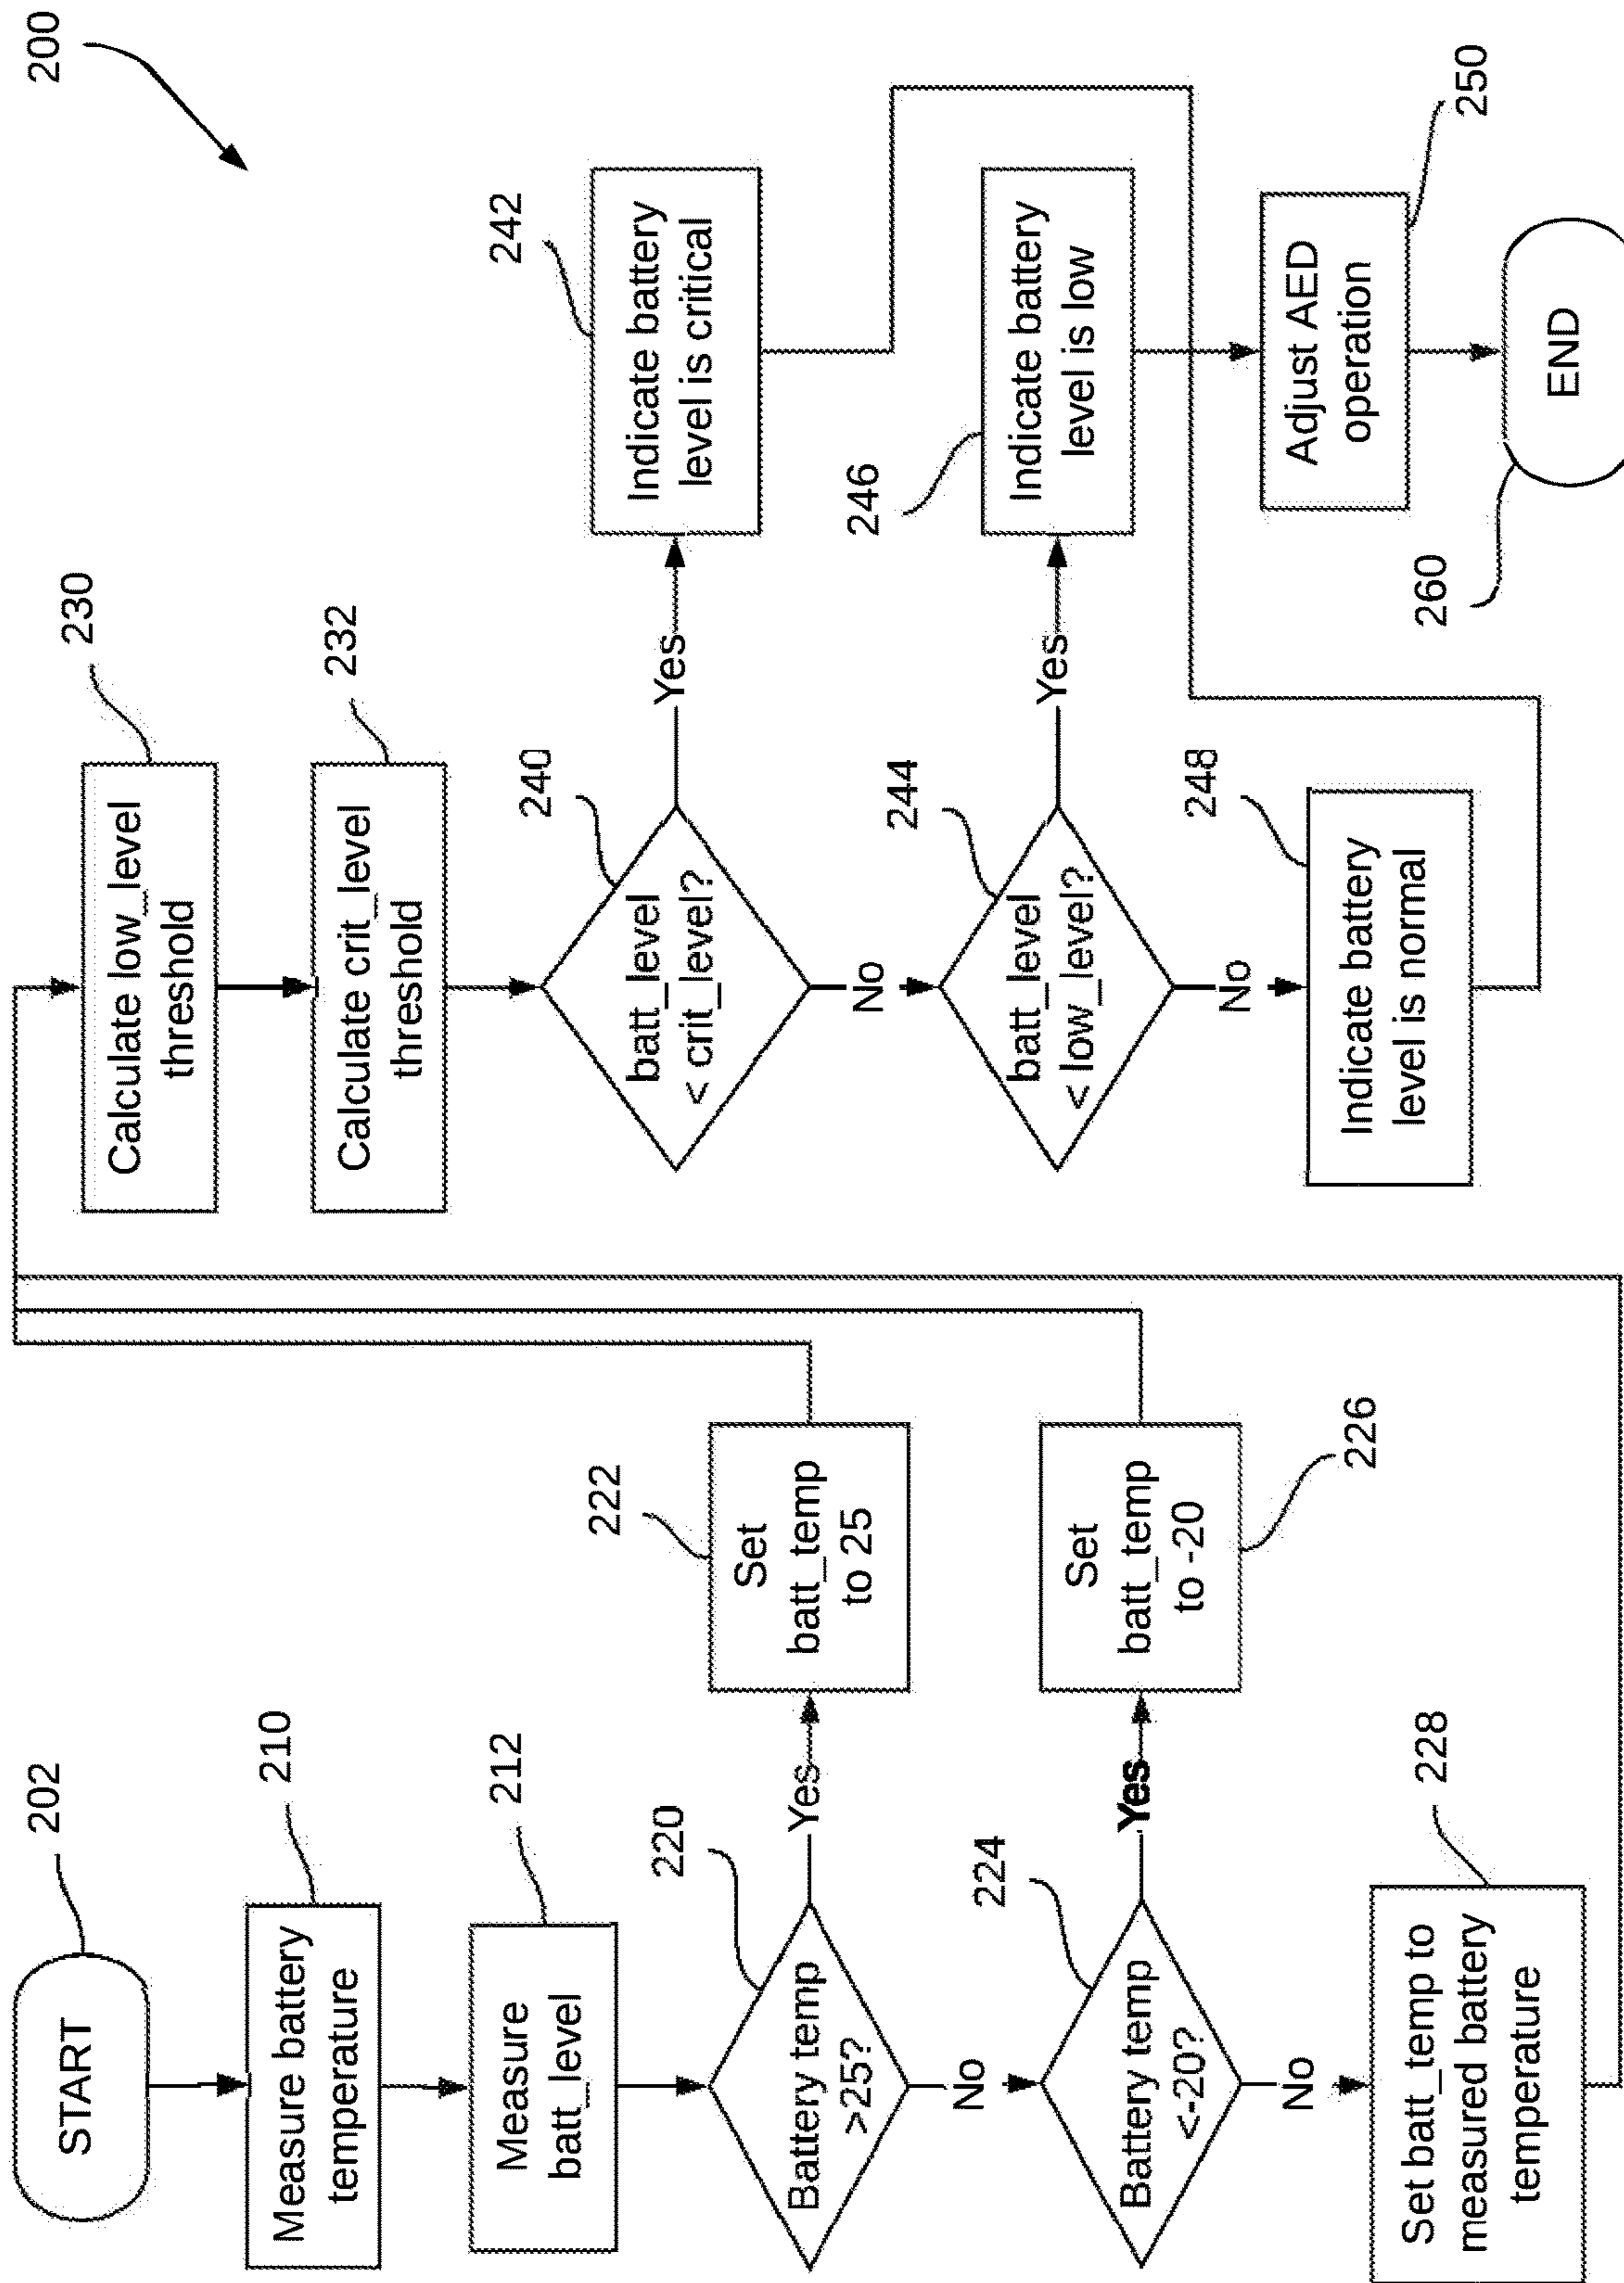 200
START
202
Measure battery
temperature
210
Measure
batt_level
212
Battery temp
>25?
220
Yes
Set
batt_temp
to 25
222
No
Battery temp
<-20?
224
Yes
Set
batt_temp
to -20
226
No
Set batt_temp to
measured battery
temperature
228
Calculate low_level
threshold
230
Calculate crit_level
threshold
232
batt_level
< crit_level?
240
Yes
Indicate battery
level is critical
242
No
batt_level
< low_level?
244
Yes
Indicate battery
level is low
246
No
Indicate battery
level is normal
248
Adjust AED
operation
250
END
260